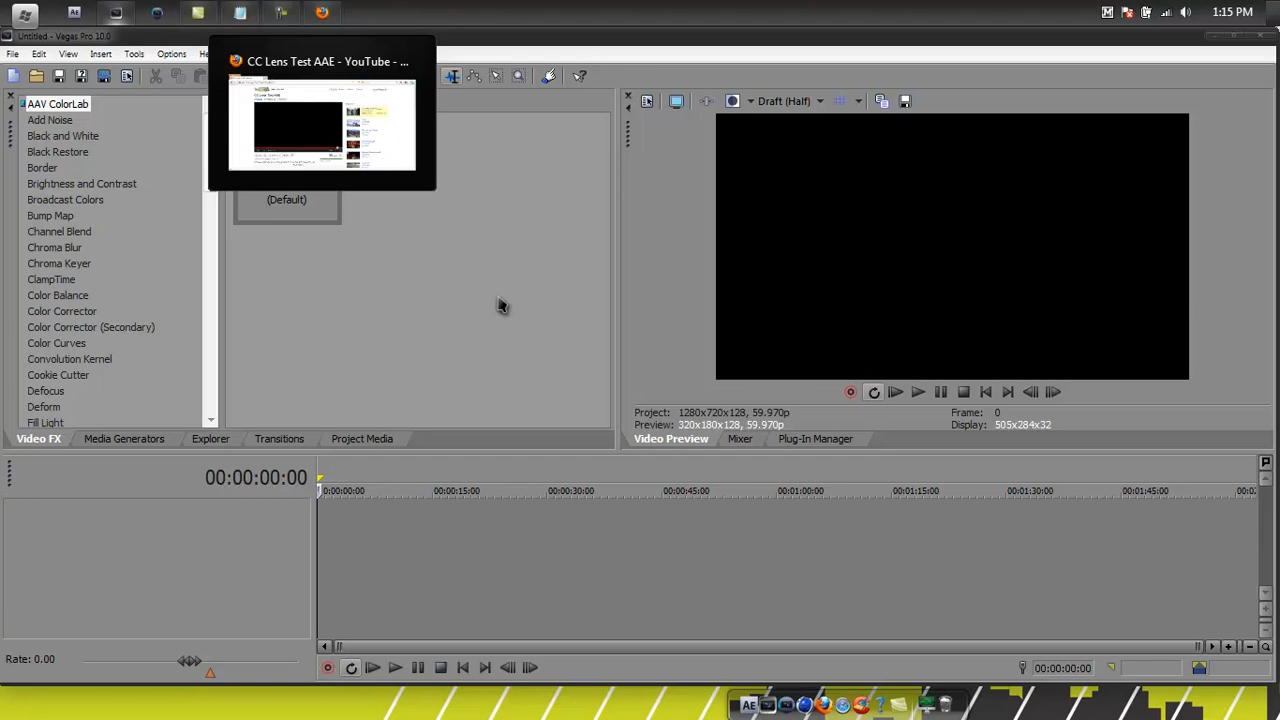 1:15 PM
Untitled - Vegas Pro 10.0
File Edit View Insert Tools Options He
CC Lens Test AAE - YouTube - ...
Draft (Half)
AAV ColorLab
Add Noise
Black and White
Black Restore
Border
Brightness and Contrast
Broadcast Colors
Bump Map
Channel Blend
Chroma Blur
Chroma Keyer
ClampTime
Color Balance
Color Corrector
Color Corrector (Secondary)
Color Curves
Convolution Kernel
Cookie Cutter
Defocus
Deform
Fill Light
(Default)
Project: 1280x720x128, 59.970p
Frame: 0
Preview: 320x180x128, 59.970p
Display: 505x284x32
Video FX Media Generators Explorer Transitions Project Media
Video Preview Mixer Plug-In Manager
00:00:00:00
0:00:00:00 00:00:15:00 00:00:30:00 00:00:45:00 00:01:00:00 00:01:15:00 00:01:30:00 00:01:45:00
Rate: 0.00
00:00:00:00
AE